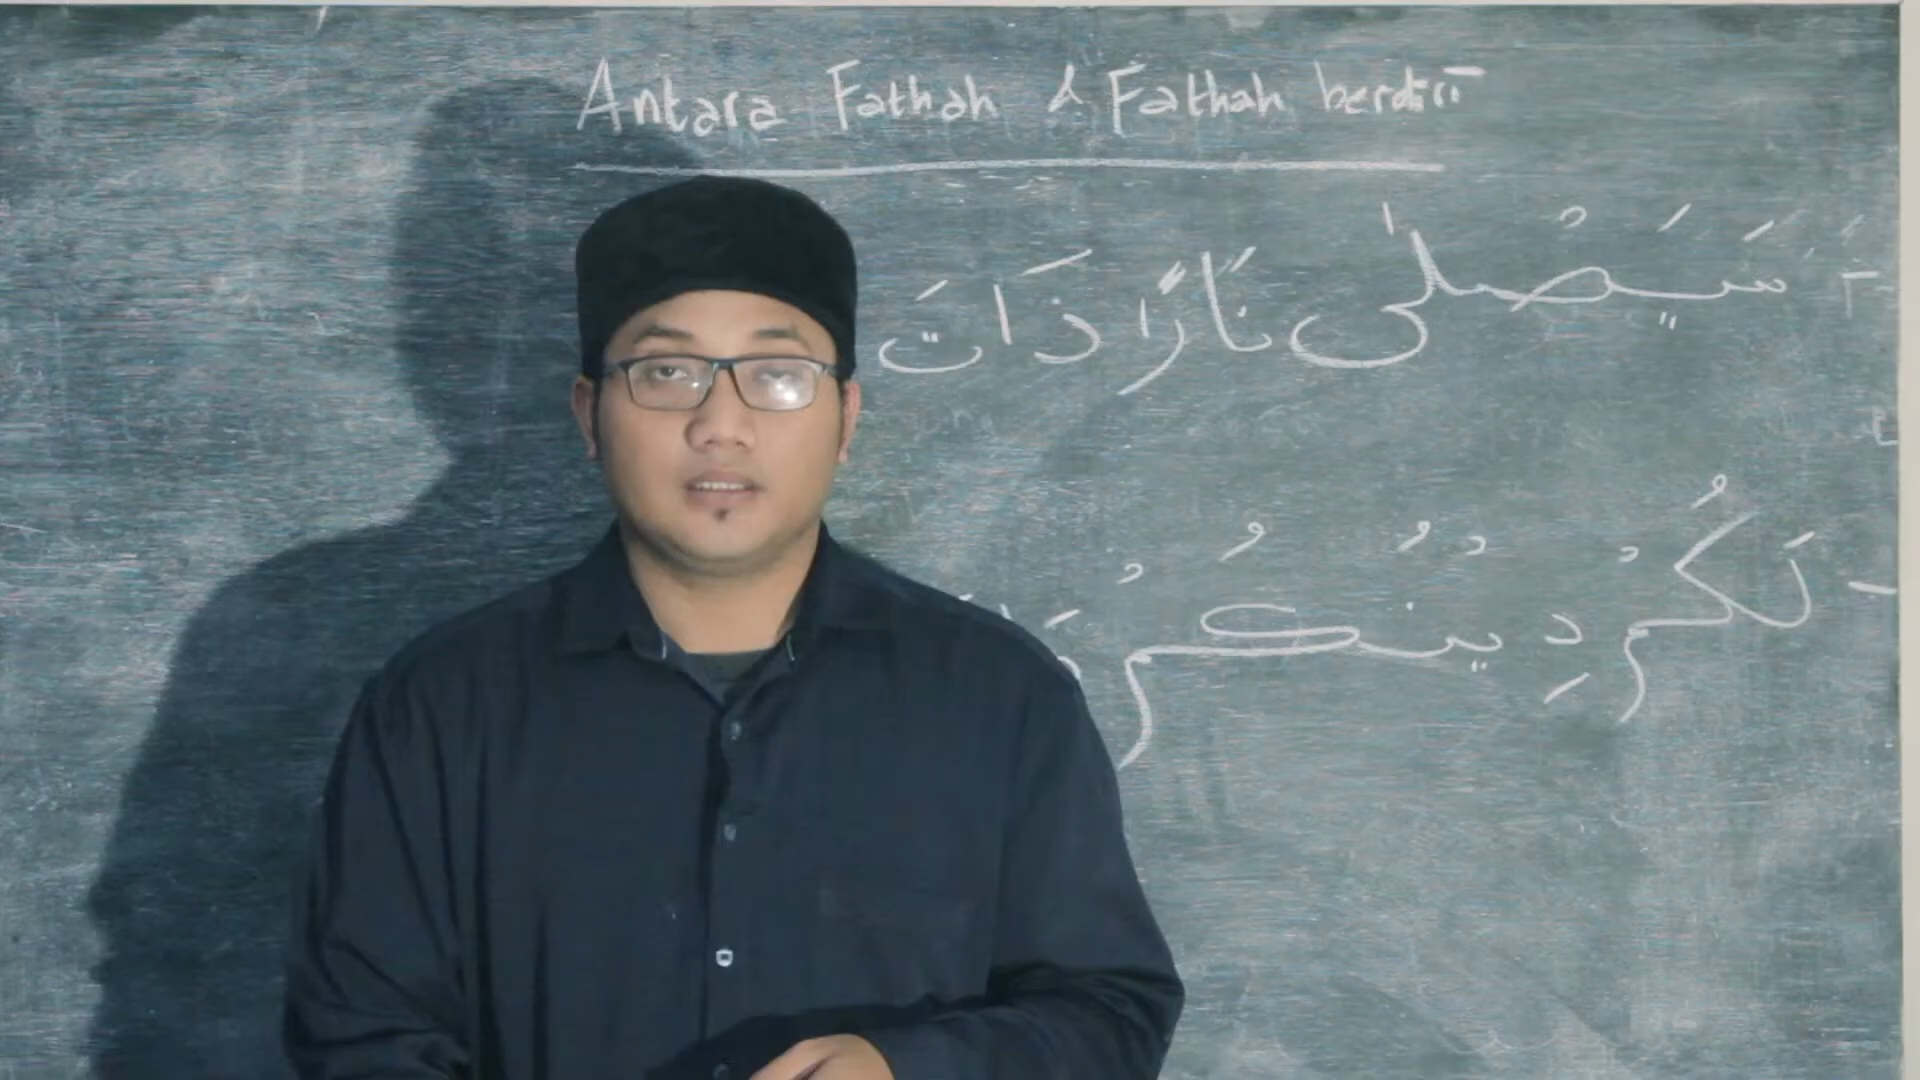 Antara Fathah & Fathah berdiri
- سَيَصْلٰى نَارًا ذَاتَ
- لَكُمْ دِينُكُمْ